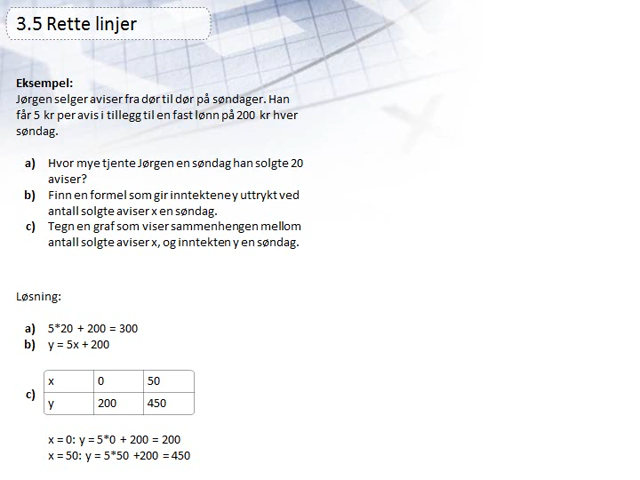 3.5 Rette linjer
Eksempel:
Jørgen selger aviser fra dør til dør på søndager. Han
får 5 kr per avis i tillegg til en fast lønn på 200 kr hver
søndag.
a) Hvor mye tjente Jørgen en søndag han solgte 20
aviser?
b) Finn en formel som gir inntektene y uttrykt ved
antall solgte aviser x en søndag.
c) Tegn en graf som viser sammenhengen mellom
antall solgte aviser x, og inntekten y en søndag.
Løsning:
a) 5*20 + 200 = 300
b) y = 5x + 200
c)
x 0 50
y 200 450
x = 0: y = 5*0 + 200 = 200
x = 50: y = 5*50 +200 = 450